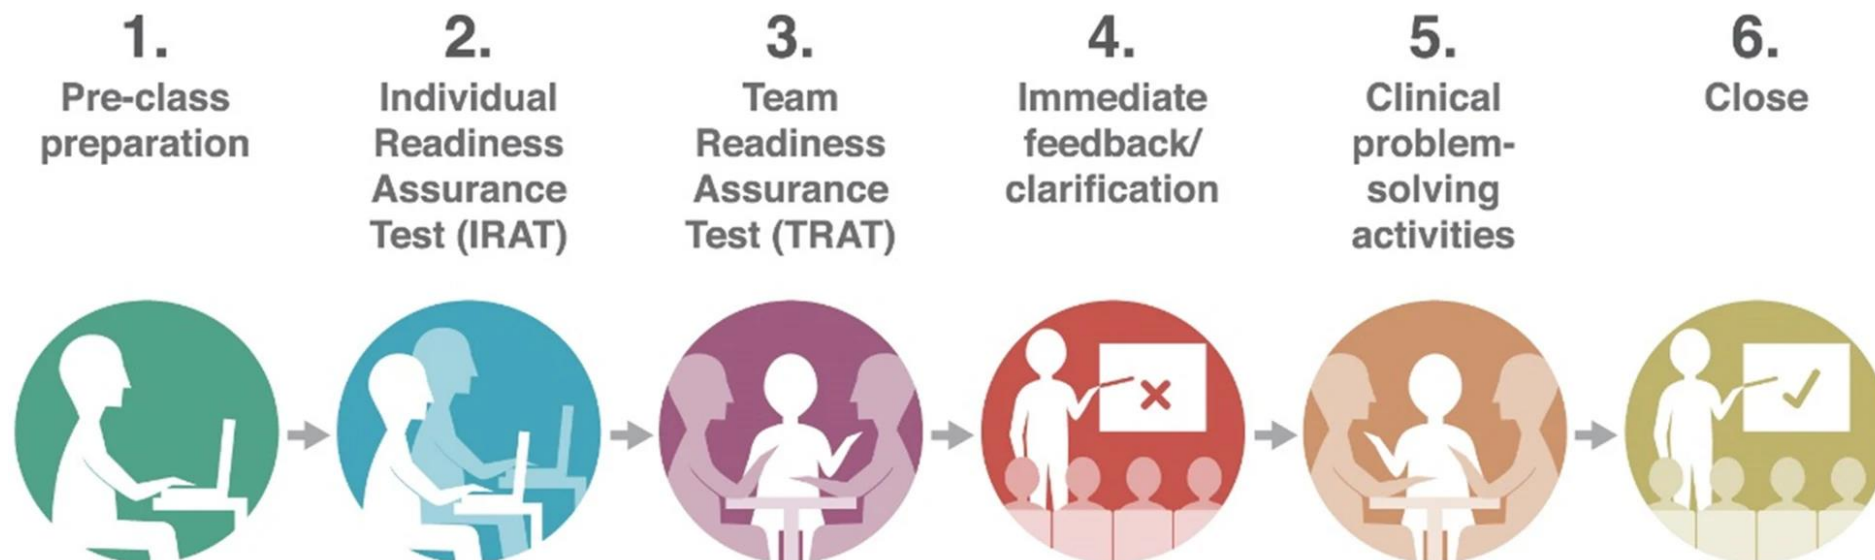 1.
Pre-class
preparation
2.
Individual
Readiness
Assurance
Test (IRAT)
3.
Team
Readiness
Assurance
Test (TRAT)
4.
Immediate
feedback/
clarification
5.
Clinical
problem-
solving
activities
6.
Close